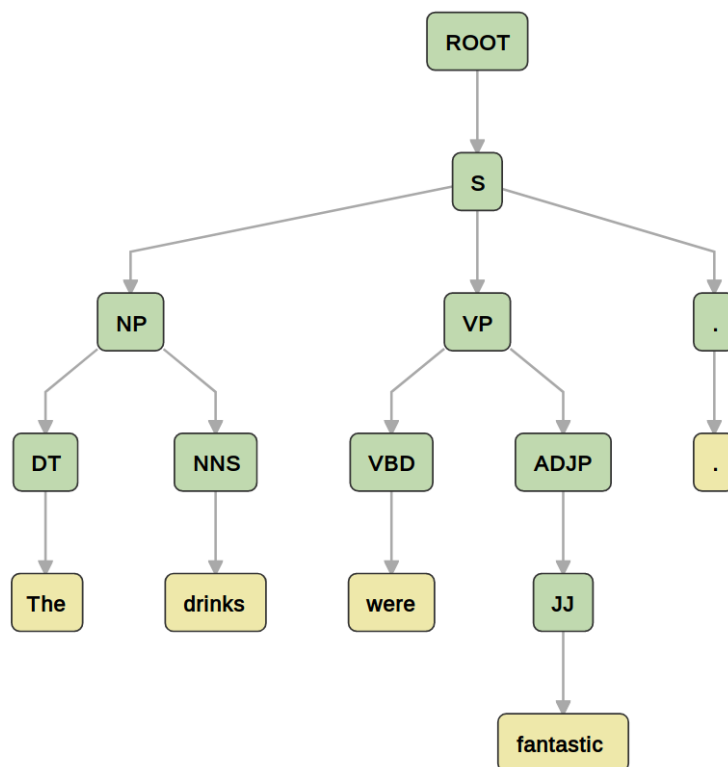 ROOT
S
NP VP .
DT NNS VBD ADJP .
The drinks were JJ
fantastic